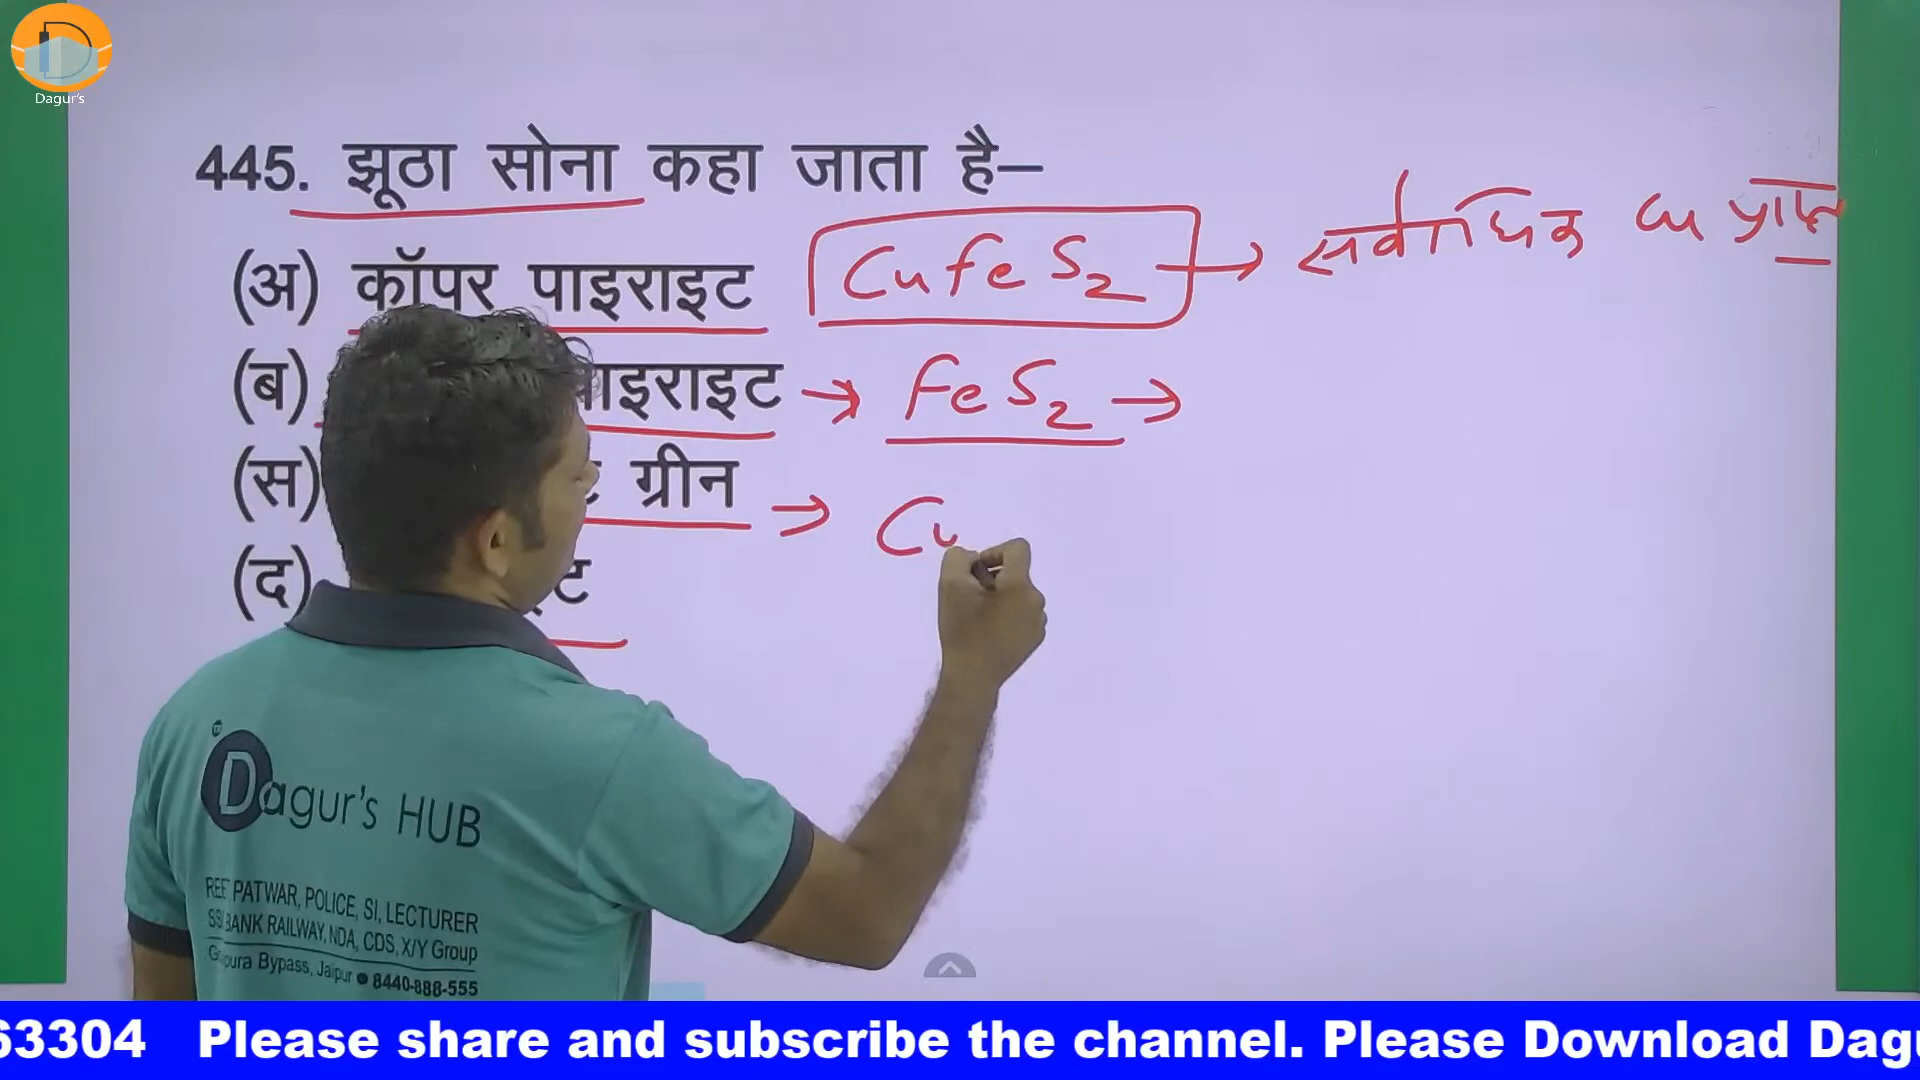 Dagur's
445. झूठा सोना कहा जाता है–
(अ) कॉपर पाइराइट CuFeS2 → सर्वाधिक Cu प्राप्त
(ब) पाइराइट → FeS2 →
(स) ग्रीन → Cu
(द)
Dagur's HUB
PATWAR, POLICE, SI, LECTURER
BANK RAILWAY, NDA, CDS, X/Y Group
Bypass, Jaipur 8440-888-555
63304 Please share and subscribe the channel. Please Download